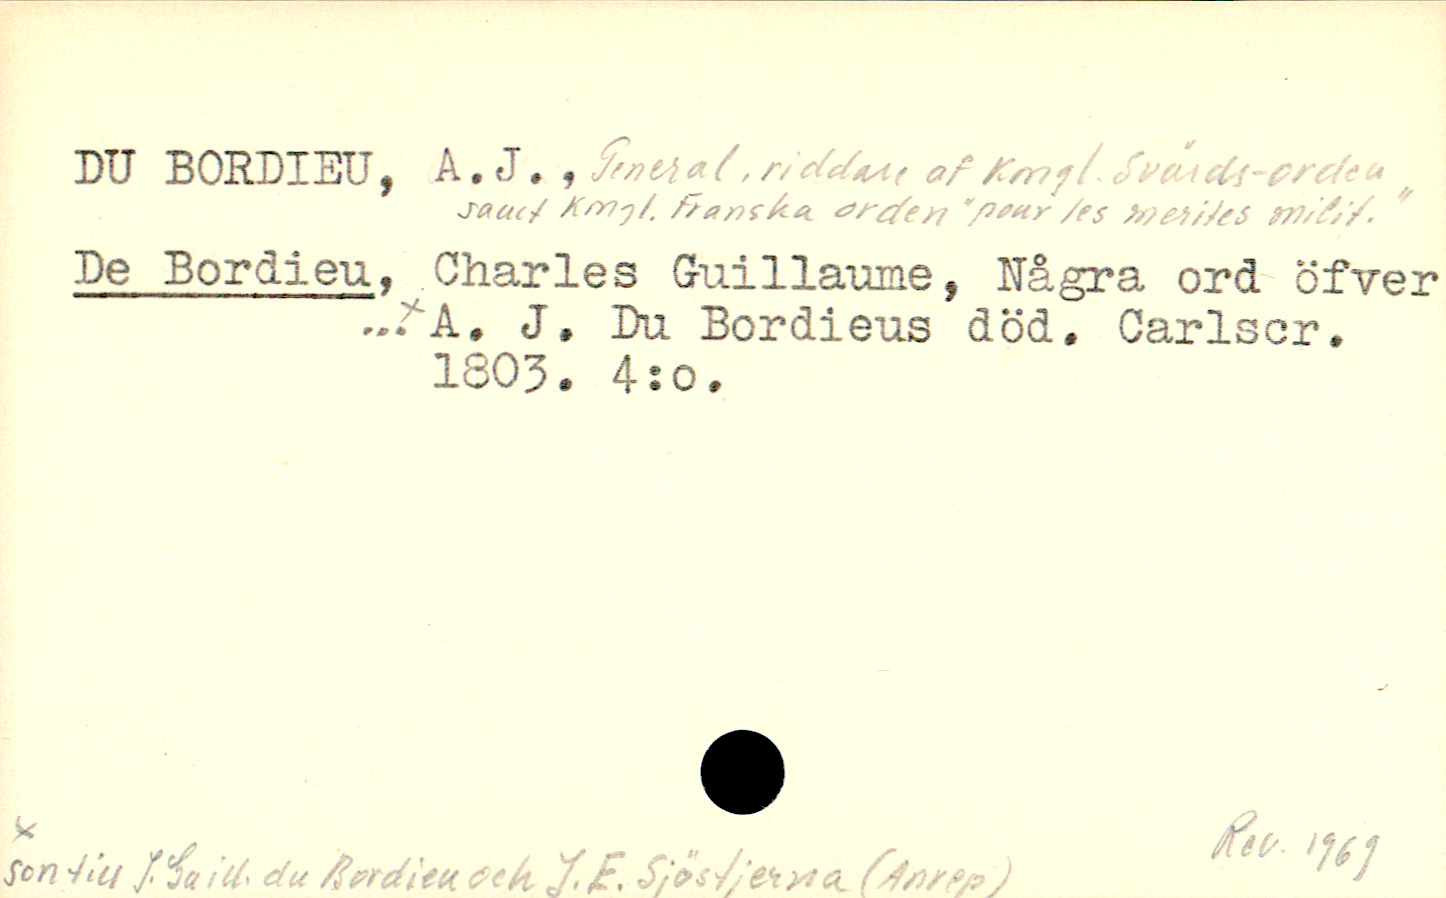 DU BORDIEU, A.J., General, riddare af Kongl. Svärds-orden
samt Kongl. Franska orden "pour les merites milit."
De Bordieu, Charles Guillaume, Några ord öfver
...x A. J. Du Bordieus död. Carlscr.
1803. 4:o.
Rev. 1969
x
son till J. Guill. du Bordieu och J. E. Sjöstjerna (Anrep)